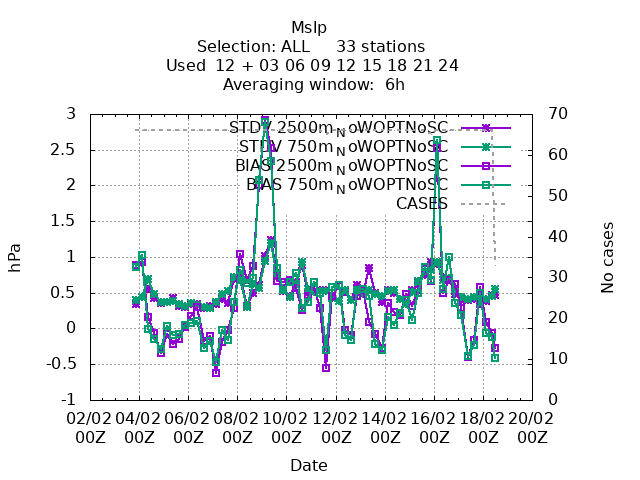 Mslp
Selection: ALL 33 stations
Used 12 + 03 06 09 12 15 18 21 24
Averaging window: 6h
3 70
STDV 2500m_NoWOPTNoSC
2.5 60
STDV 750m_NoWOPTNoSC
BIAS 2500m_NoWOPTNoSC
2 50
BIAS 750m_NoWOPTNoSC
CASES
1.5 40
hPa
No cases
1
0.5 30
0 20
-0.5 10
-1 0
02/02 04/02 06/02 08/02 10/02 12/02 14/02 16/02 18/02 20/02
00Z 00Z 00Z 00Z 00Z 00Z 00Z 00Z 00Z 00Z
Date